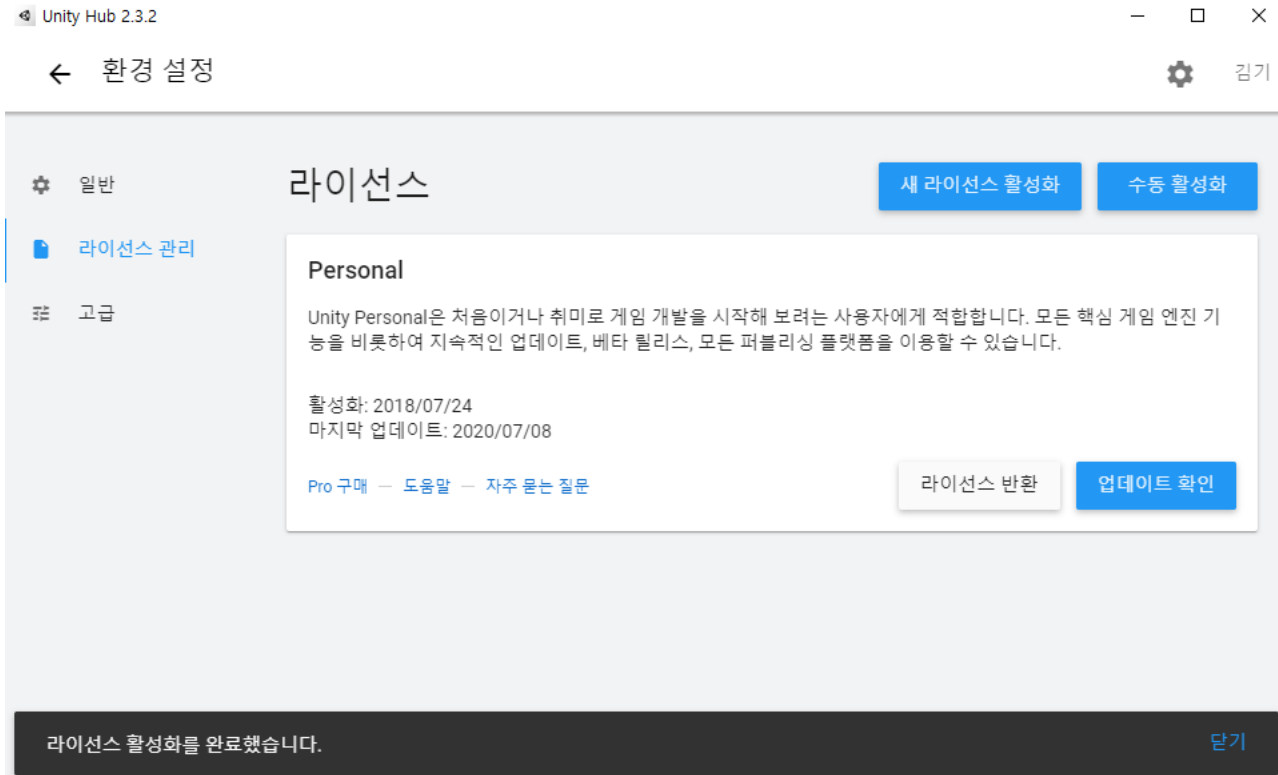 Unity Hub 2.3.2
환경 설정
김기
일반
라이선스 관리
고급
라이선스
새 라이선스 활성화
수동 활성화
Personal
Unity Personal은 처음이거나 취미로 게임 개발을 시작해 보려는 사용자에게 적합합니다. 모든 핵심 게임 엔진 기
능을 비롯하여 지속적인 업데이트, 베타 릴리스, 모든 퍼블리싱 플랫폼을 이용할 수 있습니다.
활성화: 2018/07/24
마지막 업데이트: 2020/07/08
Pro 구매 — 도움말 — 자주 묻는 질문
라이선스 반환
업데이트 확인
라이선스 활성화를 완료했습니다.
닫기